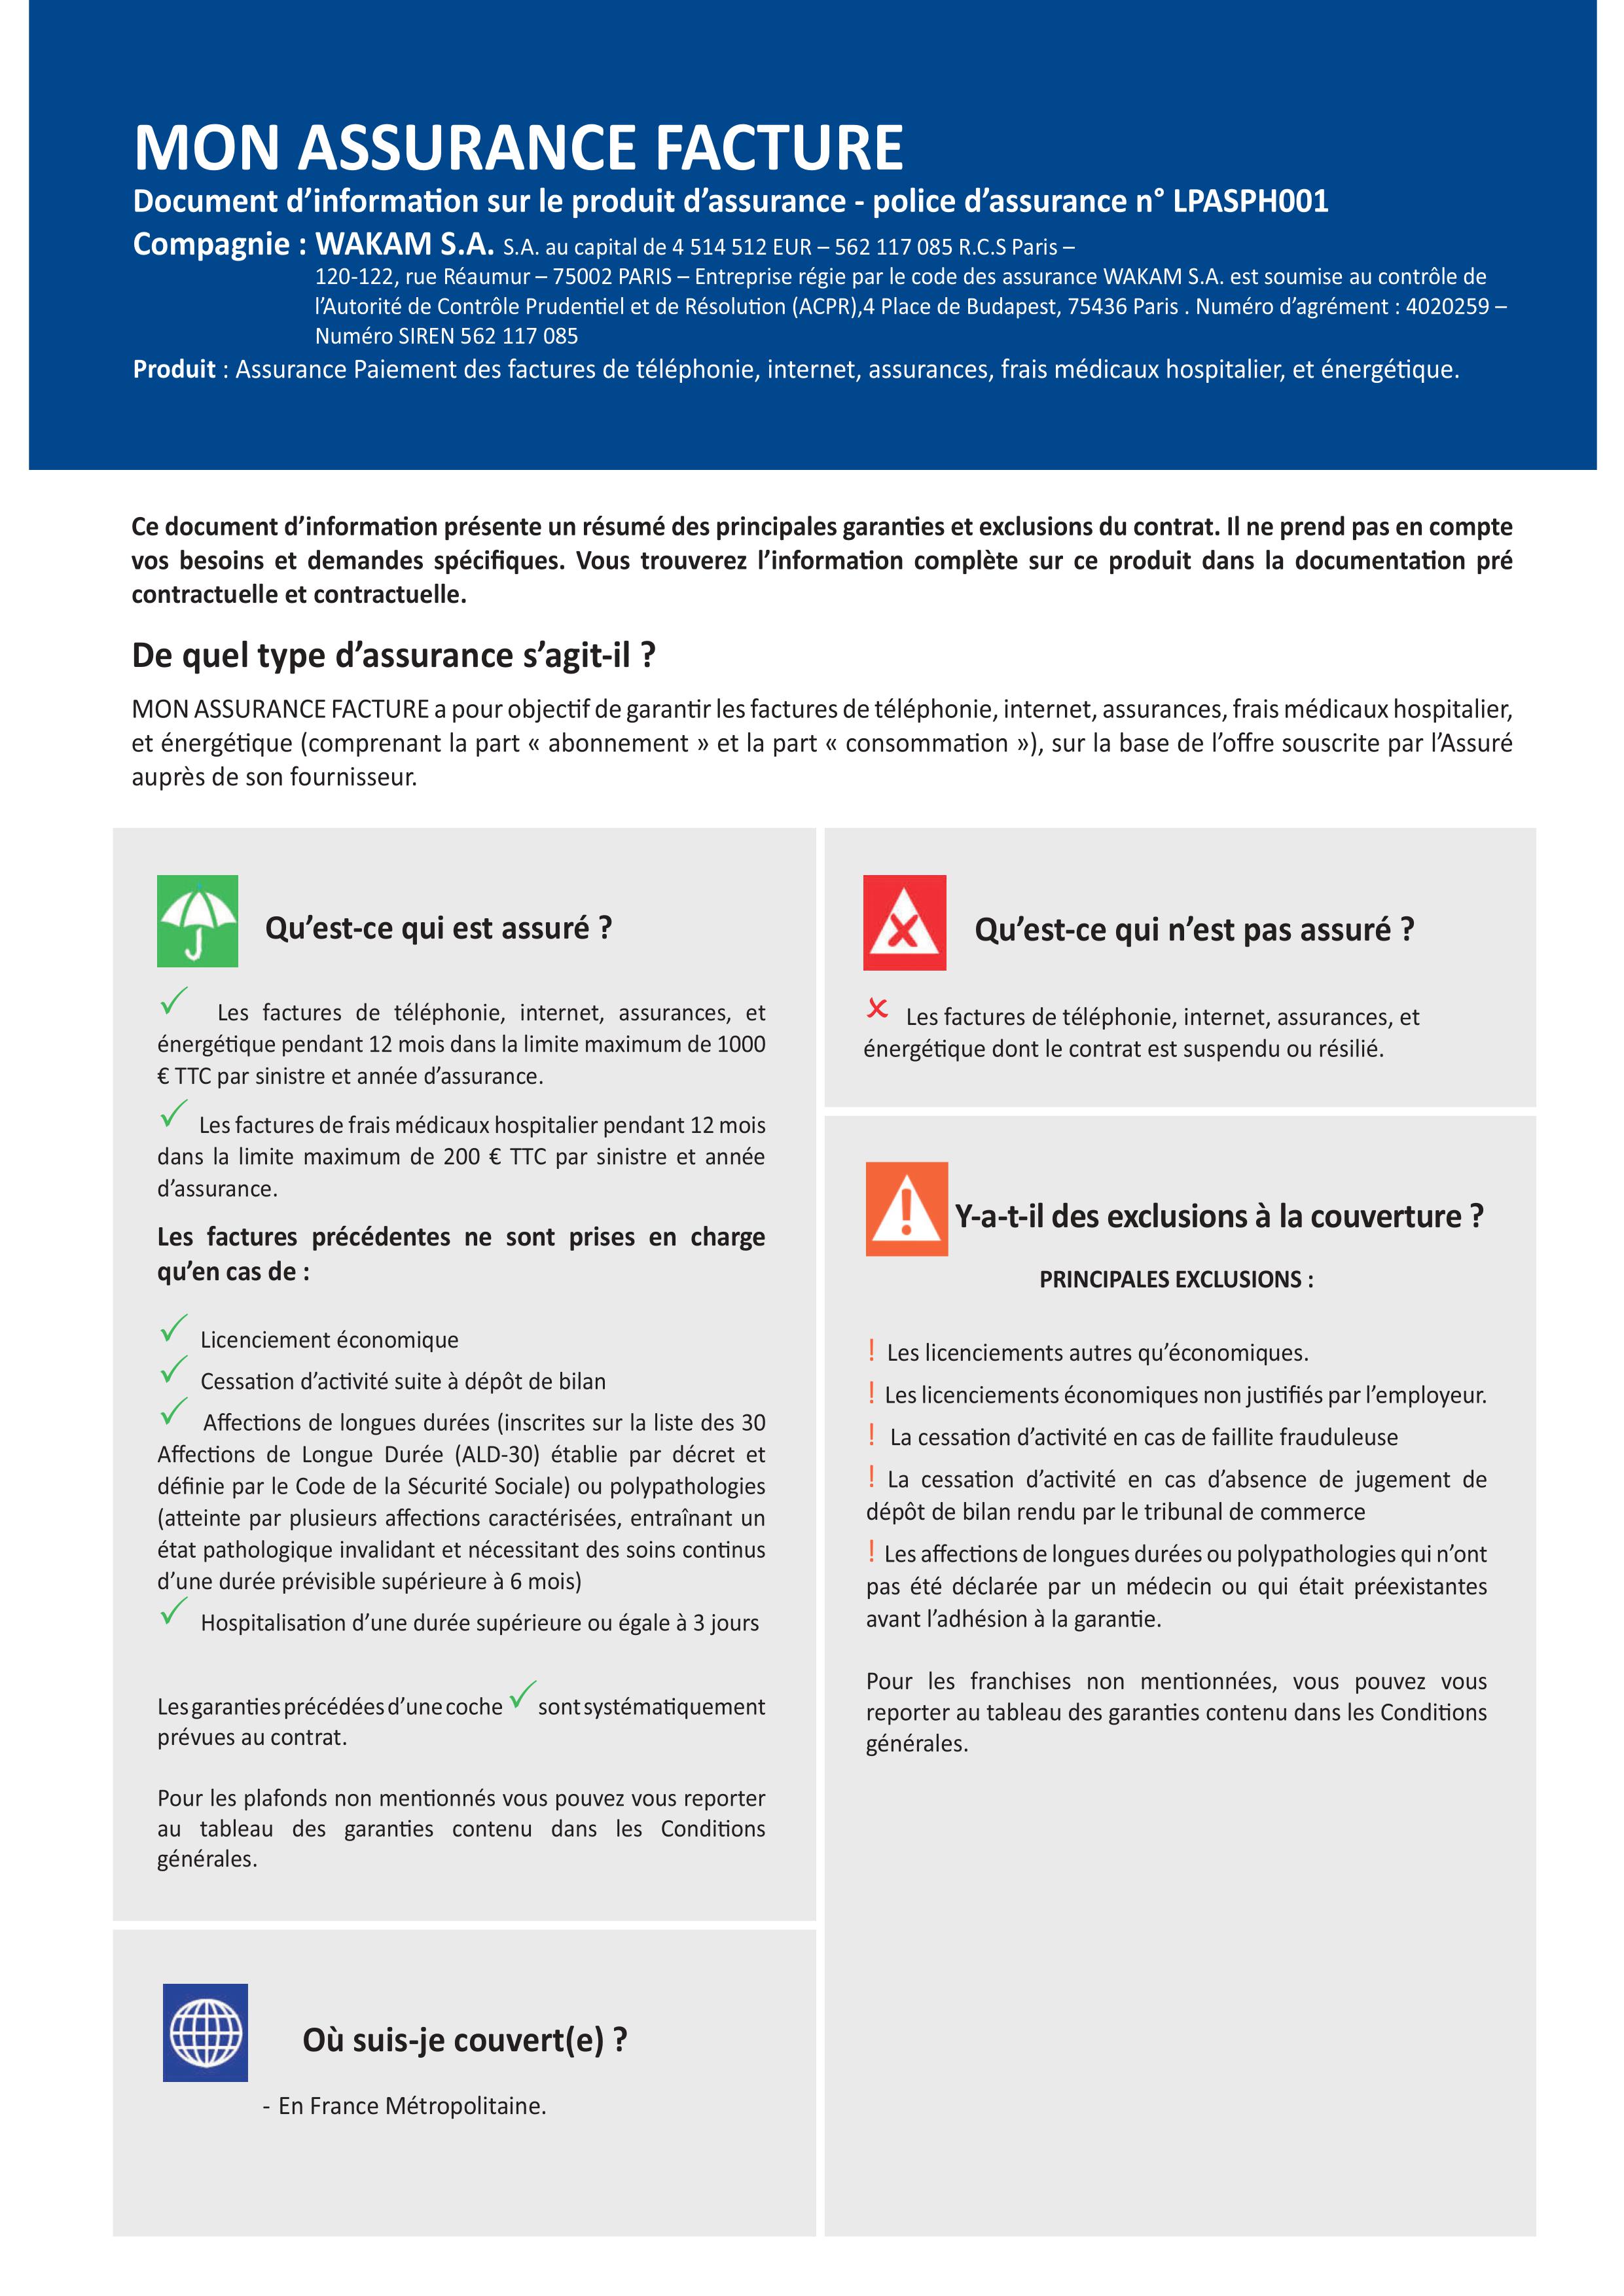 MON ASSURANCE FACTURE
Document d’information sur le produit d’assurance - police d’assurance n° LPASPH001
Compagnie : WAKAM S.A. S.A. au capital de 4 514 512 EUR – 562 117 085 R.C.S Paris –
120-122, rue Réaumur – 75002 PARIS – Entreprise régie par le code des assurance WAKAM S.A. est soumise au contrôle de
l’Autorité de Contrôle Prudentiel et de Résolution (ACPR),4 Place de Budapest, 75436 Paris . Numéro d’agrément : 4020259 –
Numéro SIREN 562 117 085
Produit : Assurance Paiement des factures de téléphonie, internet, assurances, frais médicaux hospitalier, et énergétique.
Ce document d’information présente un résumé des principales garanties et exclusions du contrat. Il ne prend pas en compte
vos besoins et demandes spécifiques. Vous trouverez l’information complète sur ce produit dans la documentation pré
contractuelle et contractuelle.
De quel type d’assurance s’agit-il ?
MON ASSURANCE FACTURE a pour objectif de garantir les factures de téléphonie, internet, assurances, frais médicaux hospitalier,
et énergétique (comprenant la part « abonnement » et la part « consommation »), sur la base de l’offre souscrite par l’Assuré
auprès de son fournisseur.
Qu’est-ce qui est assuré ?
✓ Les factures de téléphonie, internet, assurances, et
énergétique pendant 12 mois dans la limite maximum de 1000
€ TTC par sinistre et année d’assurance.
✓ Les factures de frais médicaux hospitalier pendant 12 mois
dans la limite maximum de 200 € TTC par sinistre et année
d’assurance.
Les factures précédentes ne sont prises en charge
qu’en cas de :
✓ Licenciement économique
✓ Cessation d’activité suite à dépôt de bilan
✓ Affections de longues durées (inscrites sur la liste des 30
Affections de Longue Durée (ALD-30) établie par décret et
définie par le Code de la Sécurité Sociale) ou polypathologies
(atteinte par plusieurs affections caractérisées, entraînant un
état pathologique invalidant et nécessitant des soins continus
d’une durée prévisible supérieure à 6 mois)
✓ Hospitalisation d’une durée supérieure ou égale à 3 jours
Les garanties précédées d’une coche ✓ sont systématiquement
prévues au contrat.
Pour les plafonds non mentionnés vous pouvez vous reporter
au tableau des garanties contenu dans les Conditions
générales.
Où suis-je couvert(e) ?
- En France Métropolitaine.
Qu’est-ce qui n’est pas assuré ?
✗ Les factures de téléphonie, internet, assurances, et
énergétique dont le contrat est suspendu ou résilié.
Y-a-t-il des exclusions à la couverture ?
PRINCIPALES EXCLUSIONS :
! Les licenciements autres qu’économiques.
! Les licenciements économiques non justifiés par l’employeur.
! La cessation d’activité en cas de faillite frauduleuse
! La cessation d’activité en cas d’absence de jugement de
dépôt de bilan rendu par le tribunal de commerce
! Les affections de longues durées ou polypathologies qui n’ont
pas été déclarée par un médecin ou qui était préexistantes
avant l’adhésion à la garantie.
Pour les franchises non mentionnées, vous pouvez vous
reporter au tableau des garanties contenu dans les Conditions
générales.